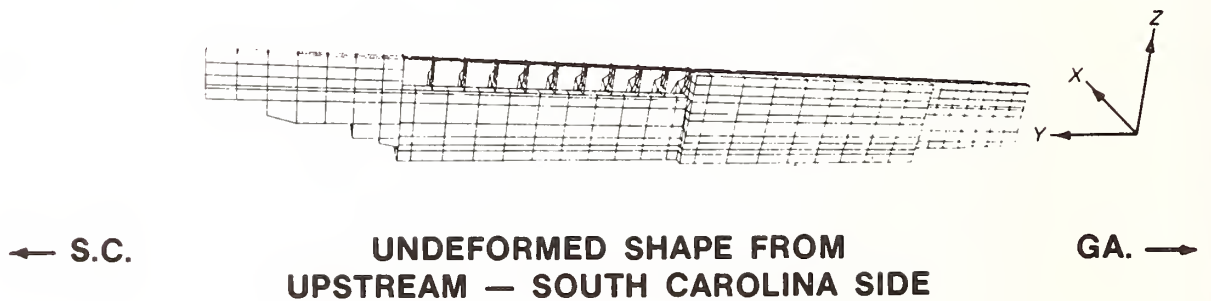 Z
X
Y
← S.C.
UNDEFORMED SHAPE FROM
UPSTREAM — SOUTH CAROLINA SIDE
GA. →